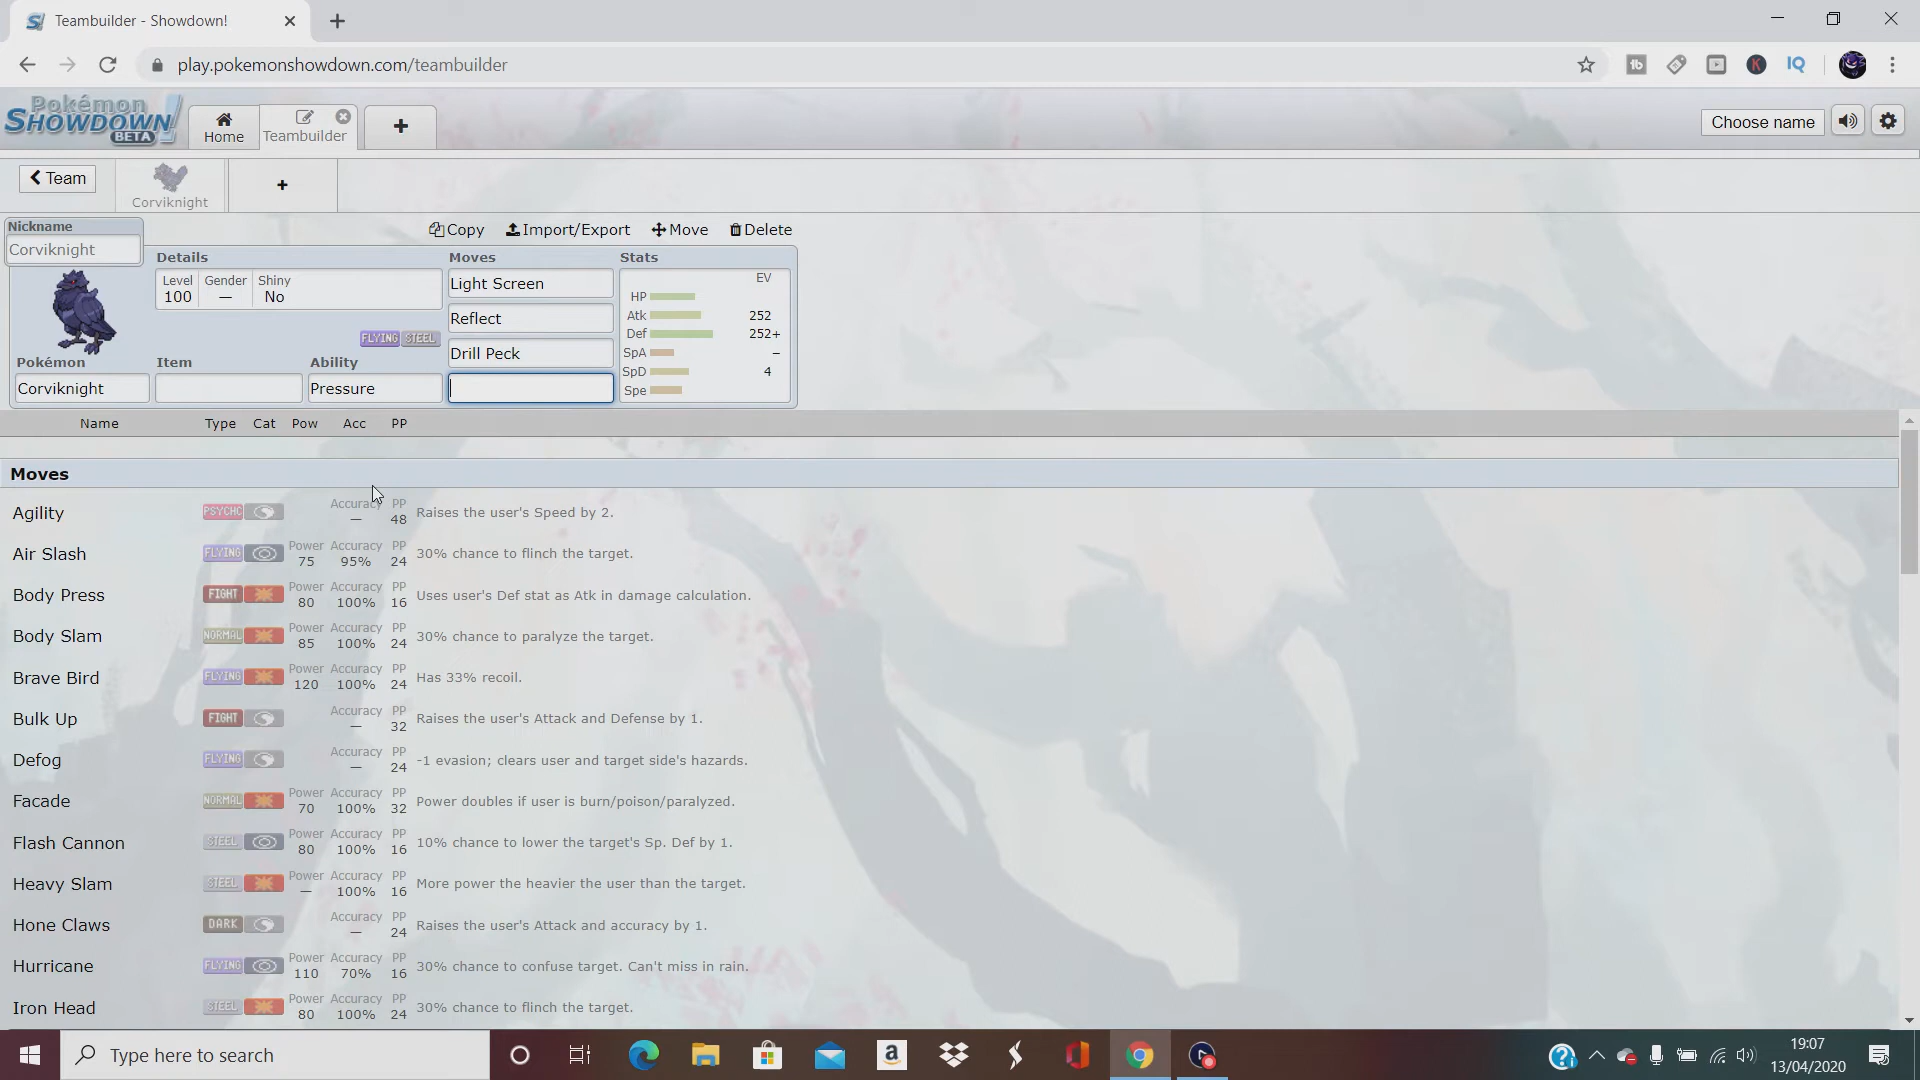 Teambuilder - Showdown!
play.pokemonshowdown.com/teambuilder
tb
K
IQ
Pokémon
SHOWDOWN!
BETA
Home
Teambuilder
Choose name
Team
Corviknight
Nickname
Corviknight
Copy Import/Export Move Delete
Details Moves Stats
Level Gender Shiny
100 — No
Light Screen
EV
HP
Reflect
Atk 252
Def 252+
FLYING STEEL
Drill Peck
SpA –
SpD 4
Spe
Pokémon Item Ability
Corviknight Pressure
Name Type Cat Pow Acc PP
Moves
Agility PSYCHC Accuracy — PP 48 Raises the user's Speed by 2.
Air Slash FLYING Power 75 Accuracy 95% PP 24 30% chance to flinch the target.
Body Press FIGHT Power 80 Accuracy 100% PP 16 Uses user's Def stat as Atk in damage calculation.
Body Slam NORMAL Power 85 Accuracy 100% PP 24 30% chance to paralyze the target.
Brave Bird FLYING Power 120 Accuracy 100% PP 24 Has 33% recoil.
Bulk Up FIGHT Accuracy — PP 32 Raises the user's Attack and Defense by 1.
Defog FLYING Accuracy — PP 24 -1 evasion; clears user and target side's hazards.
Facade NORMAL Power 70 Accuracy 100% PP 32 Power doubles if user is burn/poison/paralyzed.
Flash Cannon STEEL Power 80 Accuracy 100% PP 16 10% chance to lower the target's Sp. Def by 1.
Heavy Slam STEEL Power — Accuracy 100% PP 16 More power the heavier the user than the target.
Hone Claws DARK Accuracy — PP 24 Raises the user's Attack and accuracy by 1.
Hurricane FLYING Power 110 Accuracy 70% PP 16 30% chance to confuse target. Can't miss in rain.
Iron Head STEEL Power 80 Accuracy 100% PP 24 30% chance to flinch the target.
Type here to search
19:07
13/04/2020